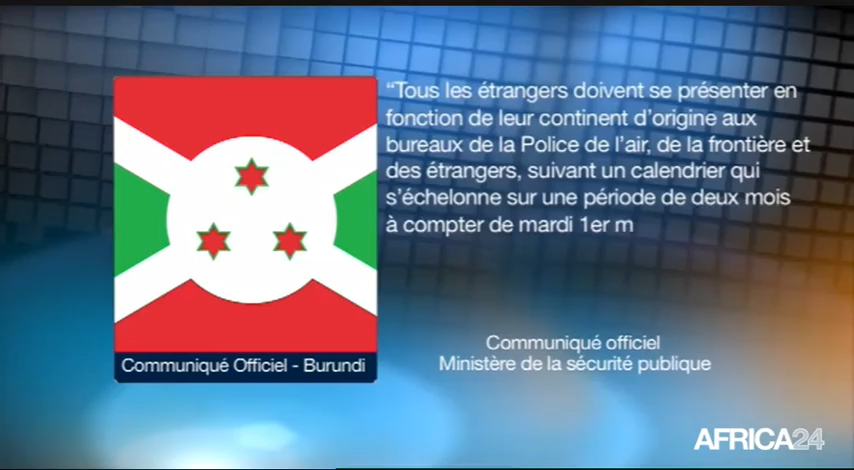 “Tous les étrangers doivent se présenter en
fonction de leur continent d’origine aux
bureaux de la Police de l’air, de la frontière et
des étrangers, suivant un calendrier qui
s’échelonne sur une période de deux mois
à compter de mardi 1er m
Communiqué Officiel - Burundi
Communiqué officiel
Ministère de la sécurité publique
AFRICA24